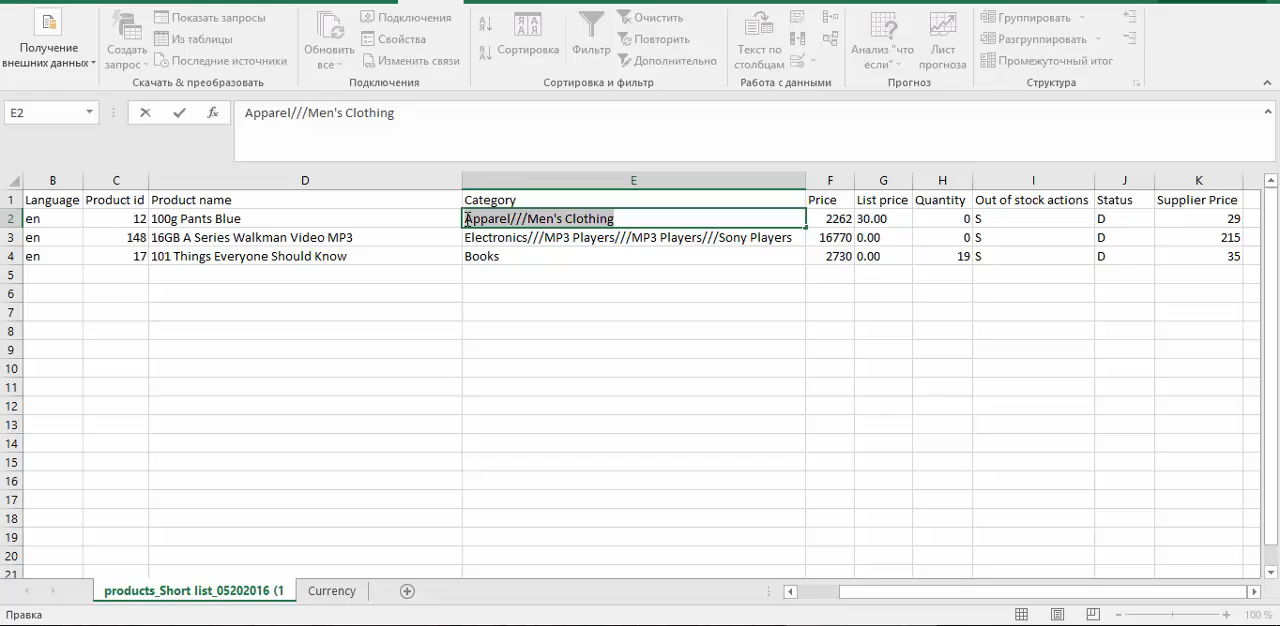 Получение внешних данных
Создать запрос
Показать запросы
Из таблицы
Последние источники
Скачать & преобразовать
Обновить все
Подключения
Свойства
Изменить связи
Подключения
Сортировка
Фильтр
Очистить
Повторить
Дополнительно
Сортировка и фильтр
Текст по столбцам
Работа с данными
Анализ "что если"
Лист прогноза
Прогноз
Группировать
Разгруппировать
Промежуточный итог
Структура
E2 fx Apparel///Men's Clothing
B C D E F G H I J K
1 Language Product id Product name Category Price List price Quantity Out of stock actions Status Supplier Price
2 en 12 100g Pants Blue Apparel///Men's Clothing 2262 30.00 0 S D 29
3 en 148 16GB A Series Walkman Video MP3 Electronics///MP3 Players///MP3 Players///Sony Players 16770 0.00 0 S D 215
4 en 17 101 Things Everyone Should Know Books 2730 0.00 19 S D 35
5
6
7
8
9
10
11
12
13
14
15
16
17
18
19
20
21
products_Short list_05202016 (1 Currency
Правка 100 %